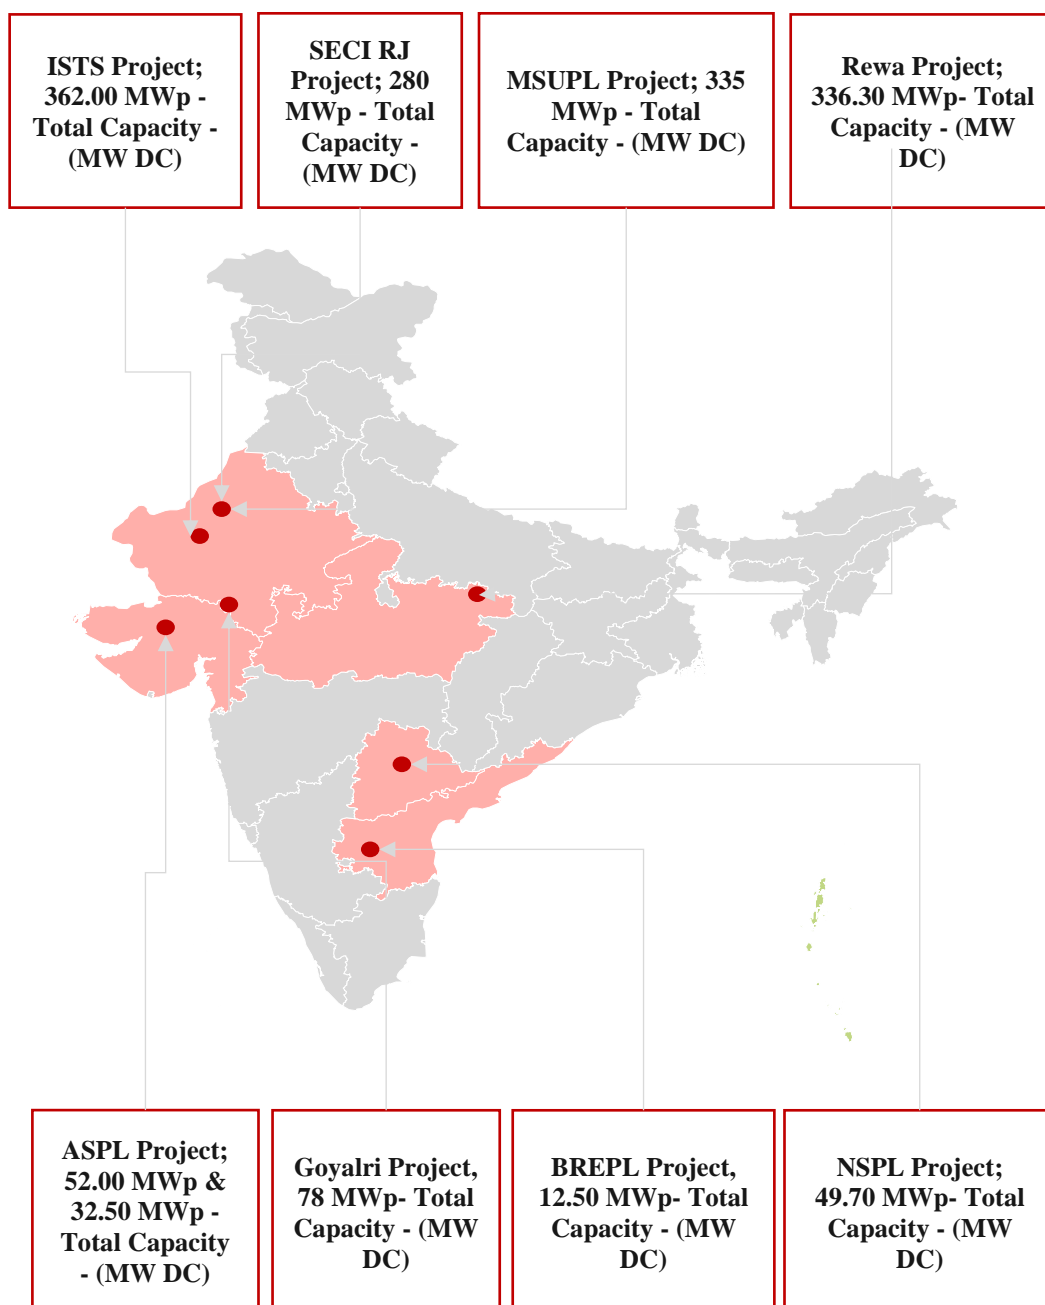 ISTS Project;
362.00 MWp -
Total Capacity -
(MW DC)
SECI RJ
Project; 280
MWp - Total
Capacity -
(MW DC)
MSUPL Project; 335
MWp - Total
Capacity - (MW DC)
Rewa Project;
336.30 MWp- Total
Capacity - (MW
DC)
ASPL Project;
52.00 MWp &
32.50 MWp -
Total Capacity
- (MW DC)
Goyalri Project,
78 MWp- Total
Capacity - (MW
DC)
BREPL Project,
12.50 MWp- Total
Capacity - (MW
DC)
NSPL Project;
49.70 MWp- Total
Capacity - (MW
DC)